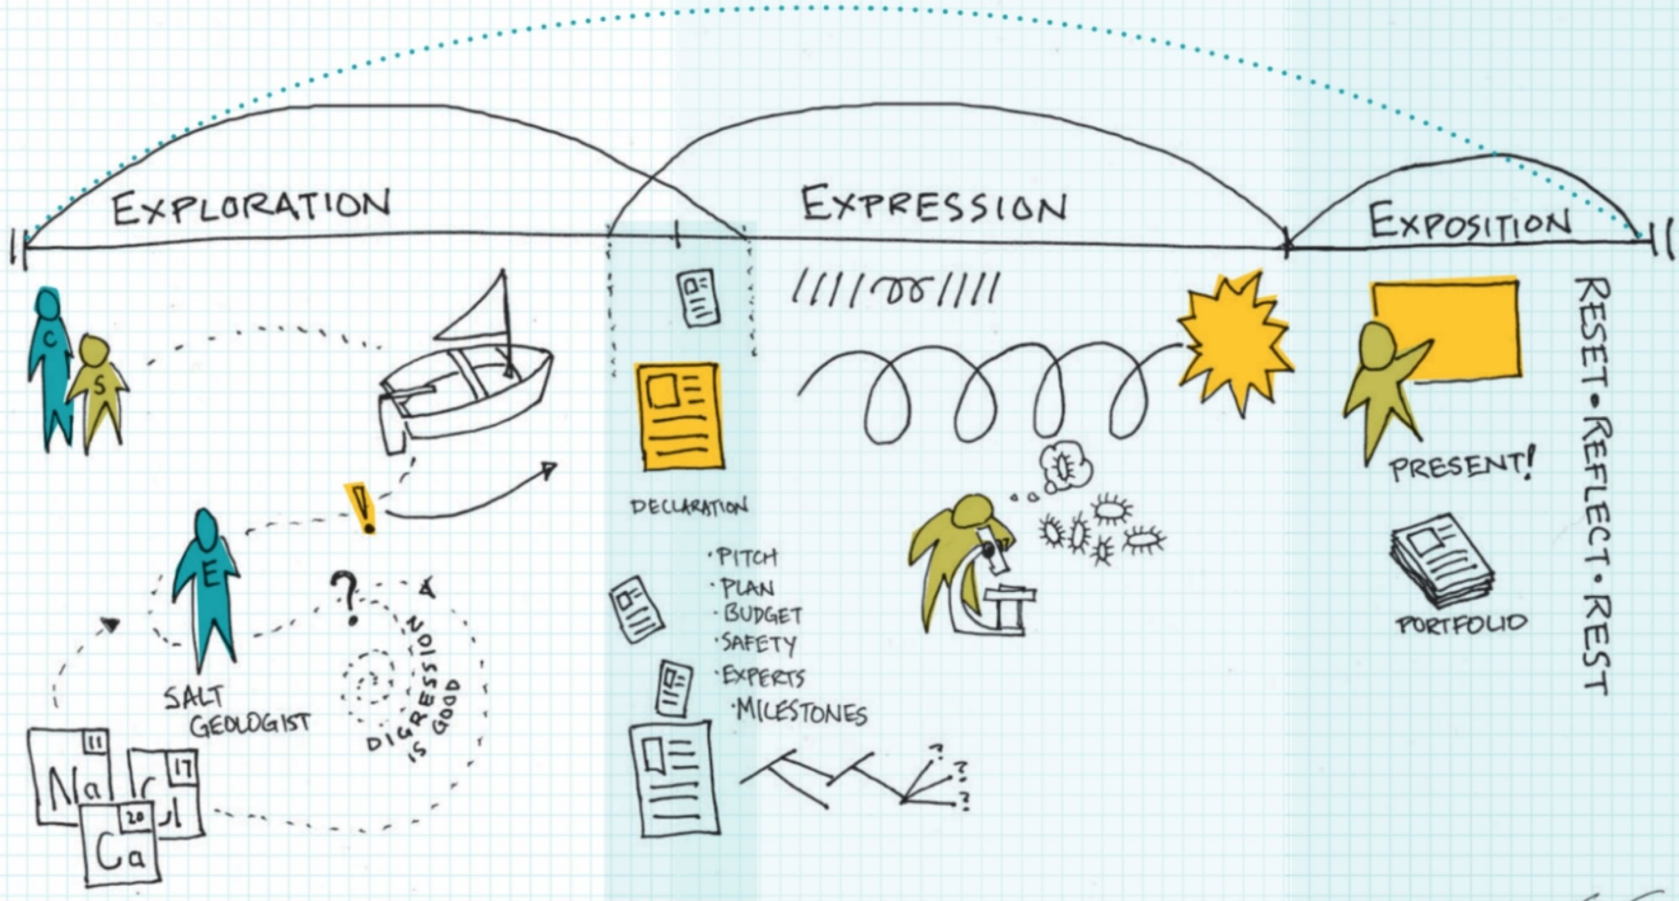 EXPLORATION
EXPRESSION
EXPOSITION
C
S
E
!
?
SALT
GEOLOGIST
DIGRESSION
IS GOOD
11
Na
17
Cl
20
Ca
DECLARATION
·PITCH
·PLAN
·BUDGET
·SAFETY
·EXPERTS
·MILESTONES
?
?
?
PRESENT!
PORTFOLIO
RESET•REFLECT•REST